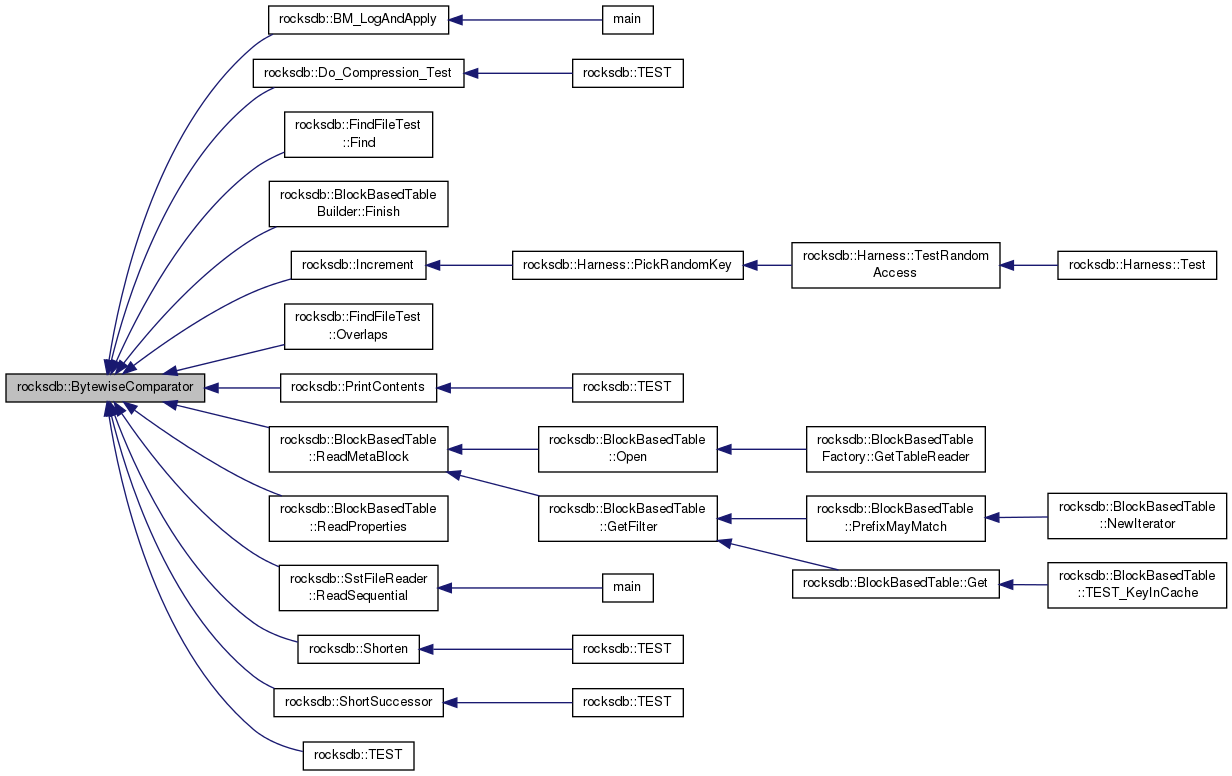 rocksdb::BM_LogAndApply
main
rocksdb::Do_Compression_Test
rocksdb::TEST
rocksdb::FindFileTest
::Find
rocksdb::BlockBasedTable
Builder::Finish
rocksdb::Increment
rocksdb::Harness::PickRandomKey
rocksdb::Harness::TestRandom
Access
rocksdb::Harness::Test
rocksdb::FindFileTest
::Overlaps
rocksdb::BytewiseComparator
rocksdb::PrintContents
rocksdb::TEST
rocksdb::BlockBasedTable
::ReadMetaBlock
rocksdb::BlockBasedTable
::Open
rocksdb::BlockBasedTable
Factory::GetTableReader
rocksdb::BlockBasedTable
::ReadProperties
rocksdb::BlockBasedTable
::GetFilter
rocksdb::BlockBasedTable
::PrefixMayMatch
rocksdb::BlockBasedTable
::NewIterator
rocksdb::SstFileReader
::ReadSequential
main
rocksdb::BlockBasedTable::Get
rocksdb::BlockBasedTable
::TEST_KeyInCache
rocksdb::Shorten
rocksdb::TEST
rocksdb::ShortSuccessor
rocksdb::TEST
rocksdb::TEST